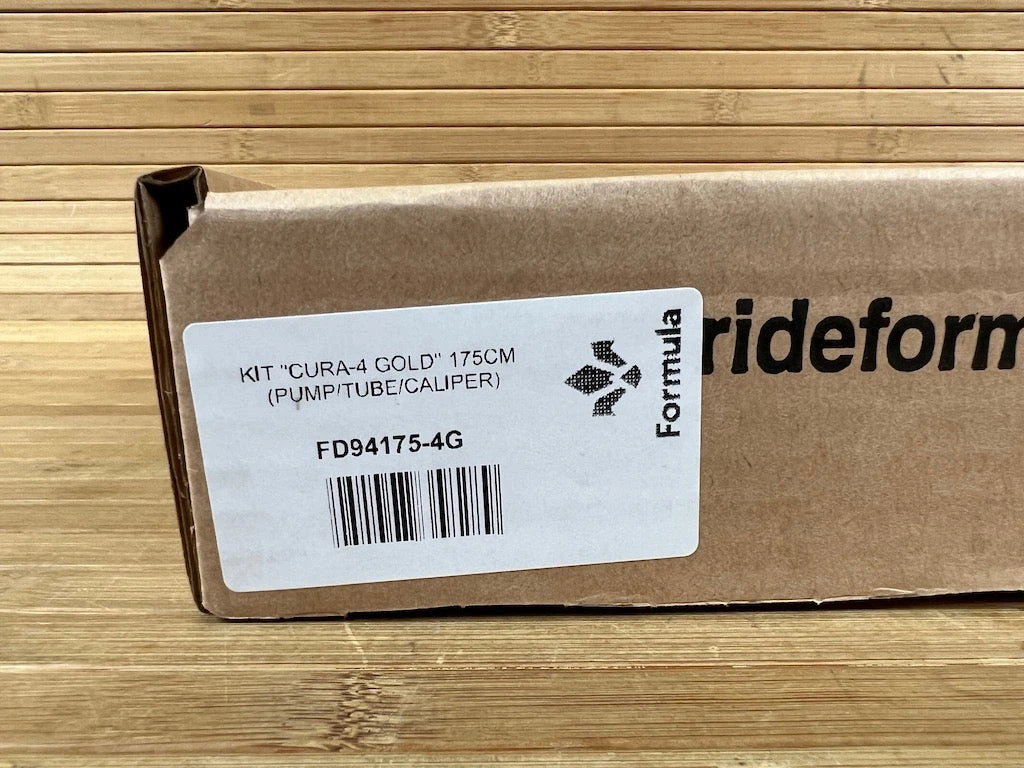 KIT "CURA-4 GOLD" 175CM
(PUMP/TUBE/CALIPER)
FD94175-4G
Formula
rideform